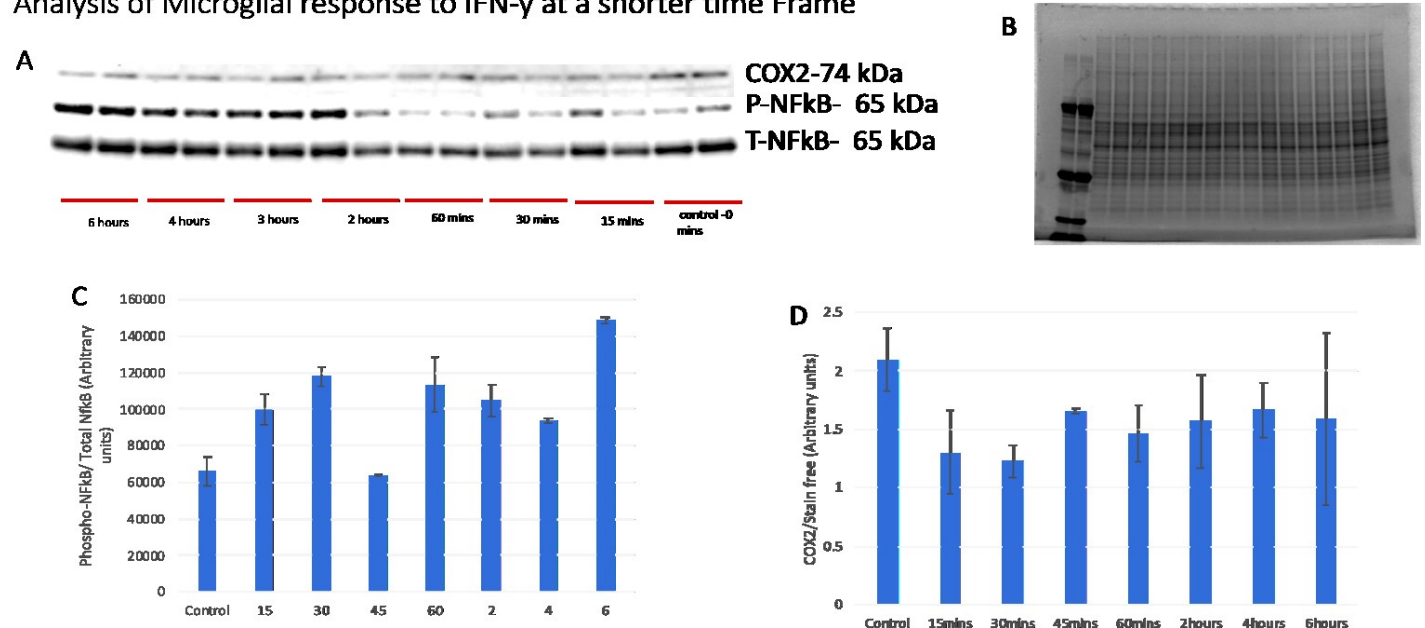 Analysis of Microglial response to IFN-y at a shorter time Frame
A
COX2-74 kDa
P-NFkB- 65 kDa
T-NFkB- 65 kDa
6 hours
4 hours
3 hours
2 hours
60 mins
30 mins
15 mins
control -0
mins
B
C
Phospho-NFkB/ Total NfkB (Arbitrary
units)
160000
140000
120000
100000
80000
60000
40000
20000
0
Control 15 30 45 60 2 4 6
D
COX2/Stain free (Arbitrary units)
2.5
2
1.5
1
0.5
0
Control 15mins 30mins 45mins 60mins 2hours 4hours 6hours